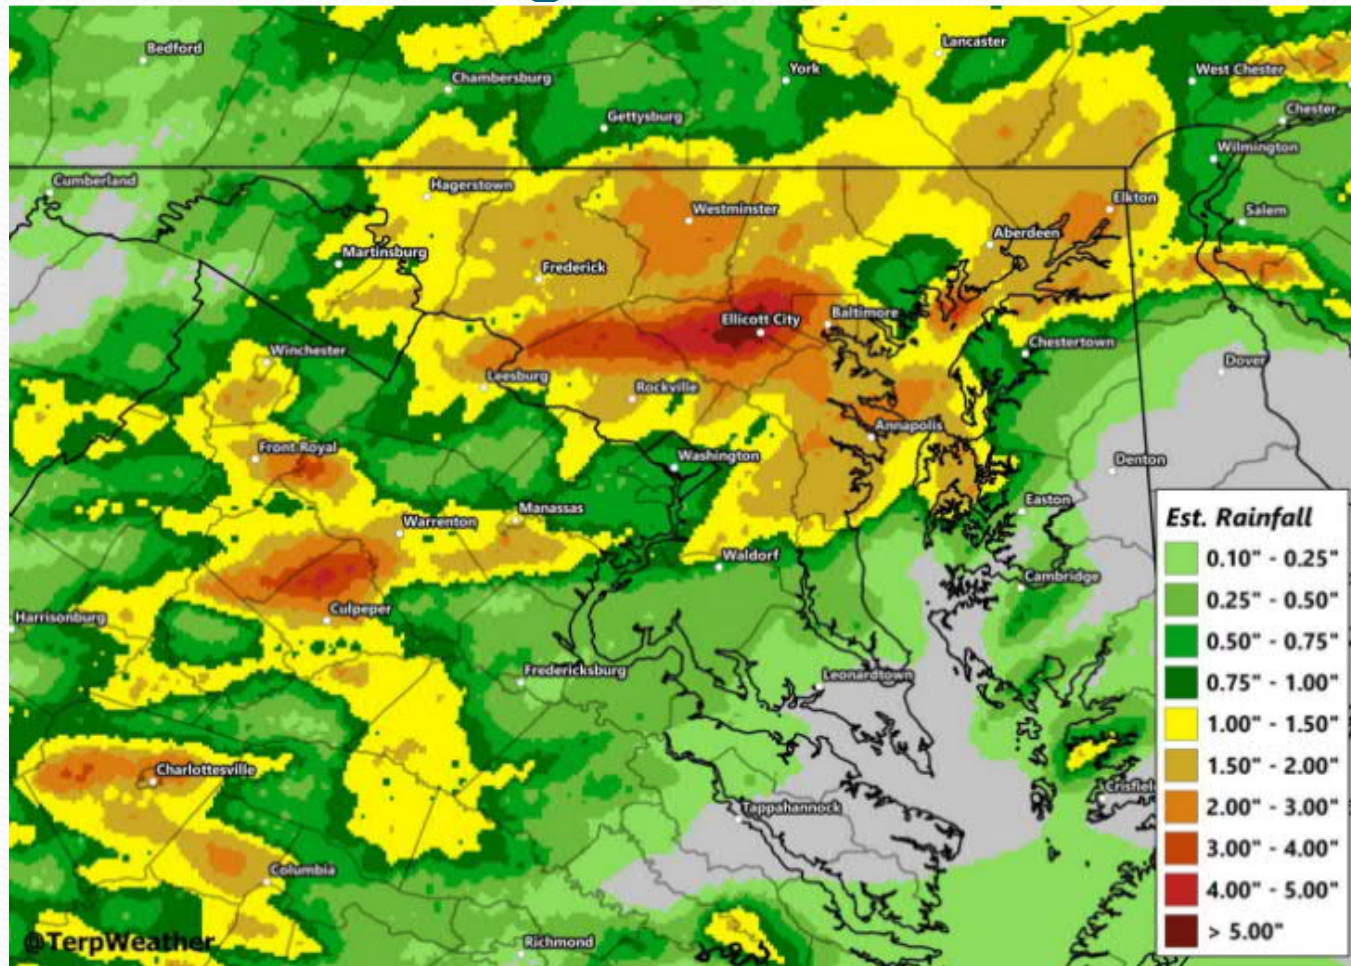 Lancaster
Bedford
York
West Chester
Chambersburg
Chester
Gettysburg
Wilmington
Cumberland
Hagerstown
Elkton
Westminster
Salem
Aberdeen
Martinsburg
Frederick
Ellicott City
Baltimore
Chestertown
Winchester
Dover
Leesburg
Rockville
Annapolis
Front Royal
Washington
Denton
Easton
Manassas
Warrenton
Waldorf
Cambridge
Culpeper
Harrisonburg
Fredericksburg
Leonardtown
Charlottesville
Crisfiel
Tappahannock
Columbia
Richmond
@TerpWeather
Est. Rainfall
0.10" - 0.25"
0.25" - 0.50"
0.50" - 0.75"
0.75" - 1.00"
1.00" - 1.50"
1.50" - 2.00"
2.00" - 3.00"
3.00" - 4.00"
4.00" - 5.00"
> 5.00"